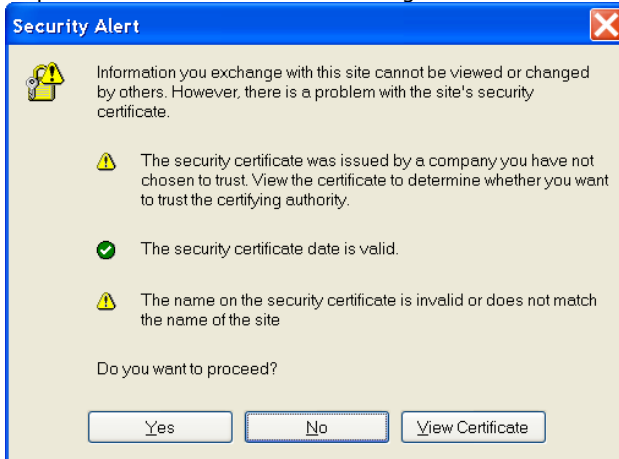 Security Alert
Information you exchange with this site cannot be viewed or changed
by others. However, there is a problem with the site's security
certificate.
The security certificate was issued by a company you have not
chosen to trust. View the certificate to determine whether you want
to trust the certifying authority.
The security certificate date is valid.
The name on the security certificate is invalid or does not match
the name of the site
Do you want to proceed?
Yes
No
View Certificate